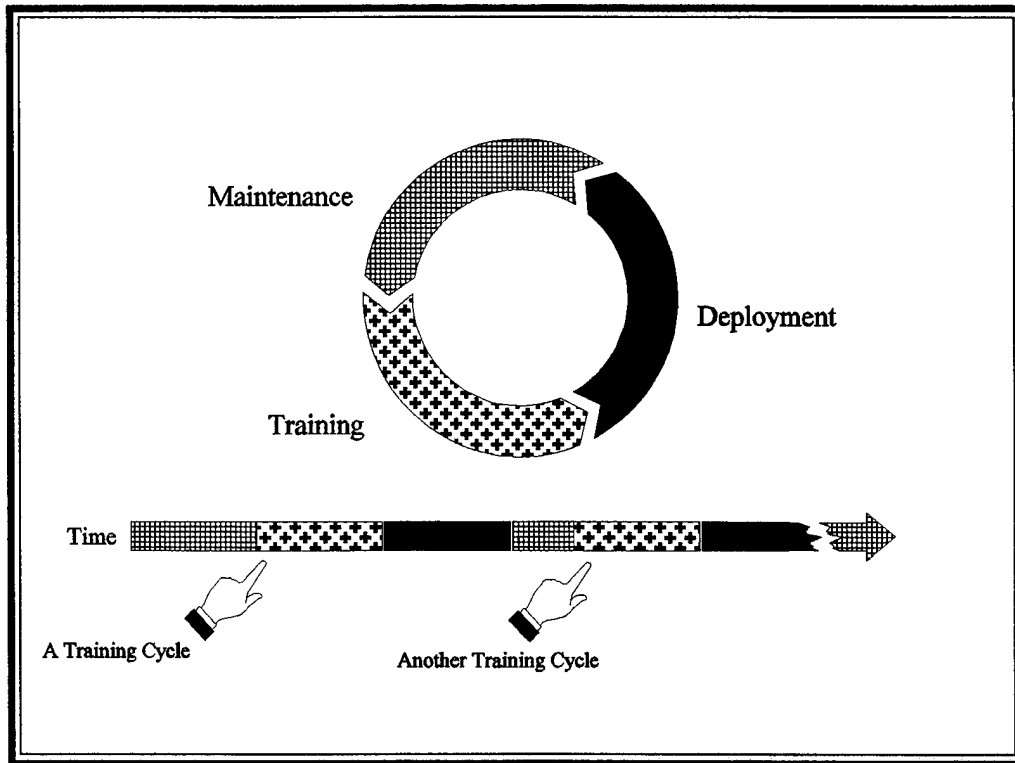 Maintenance
Deployment
Training
Time
A Training Cycle
Another Training Cycle